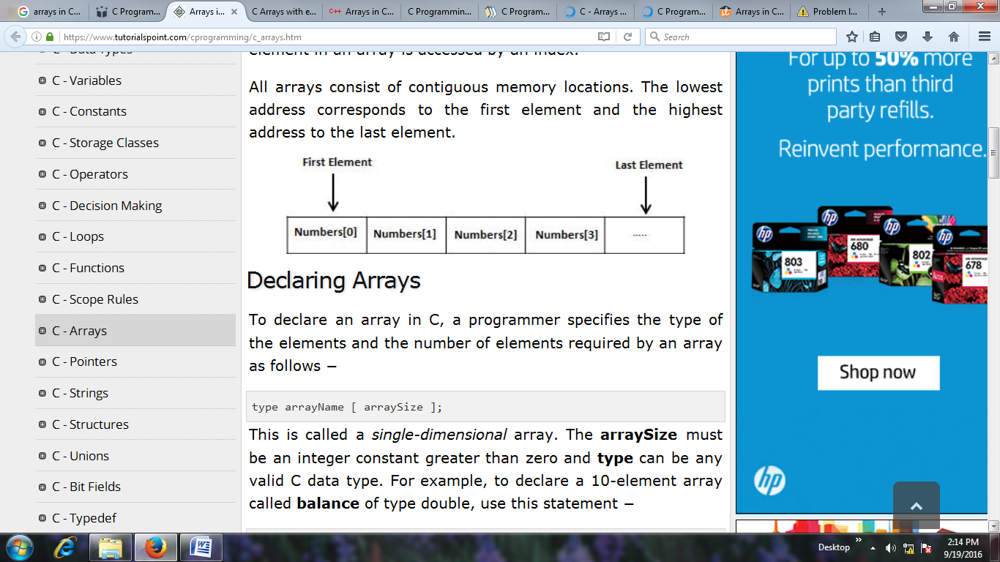 arrays in C...
C Program...
Arrays i...
C Arrays with e...
Arrays in C...
C Programmin...
C Program...
C - Arrays ...
C Program...
Arrays in C...
Problem l...
https://www.tutorialspoint.com/cprogramming/c_arrays.htm
Search
C - Variables
C - Constants
C - Storage Classes
C - Operators
C - Decision Making
C - Loops
C - Functions
C - Scope Rules
C - Arrays
C - Pointers
C - Strings
C - Structures
C - Unions
C - Bit Fields
C - Typedef
element in an array is accessed by an index.
All arrays consist of contiguous memory locations. The lowest
address corresponds to the first element and the highest
address to the last element.
First Element
Last Element
Numbers[0] Numbers[1] Numbers[2] Numbers[3] .....
Declaring Arrays
To declare an array in C, a programmer specifies the type of
the elements and the number of elements required by an array
as follows −
type arrayName [ arraySize ];
This is called a single-dimensional array. The arraySize must
be an integer constant greater than zero and type can be any
valid C data type. For example, to declare a 10-element array
called balance of type double, use this statement −
For up to 50% more
prints than third
party refills.
Reinvent performance.
hp
803
hp
680
hp
802
hp
678
Shop now
hp
Desktop
2:14 PM
9/19/2016